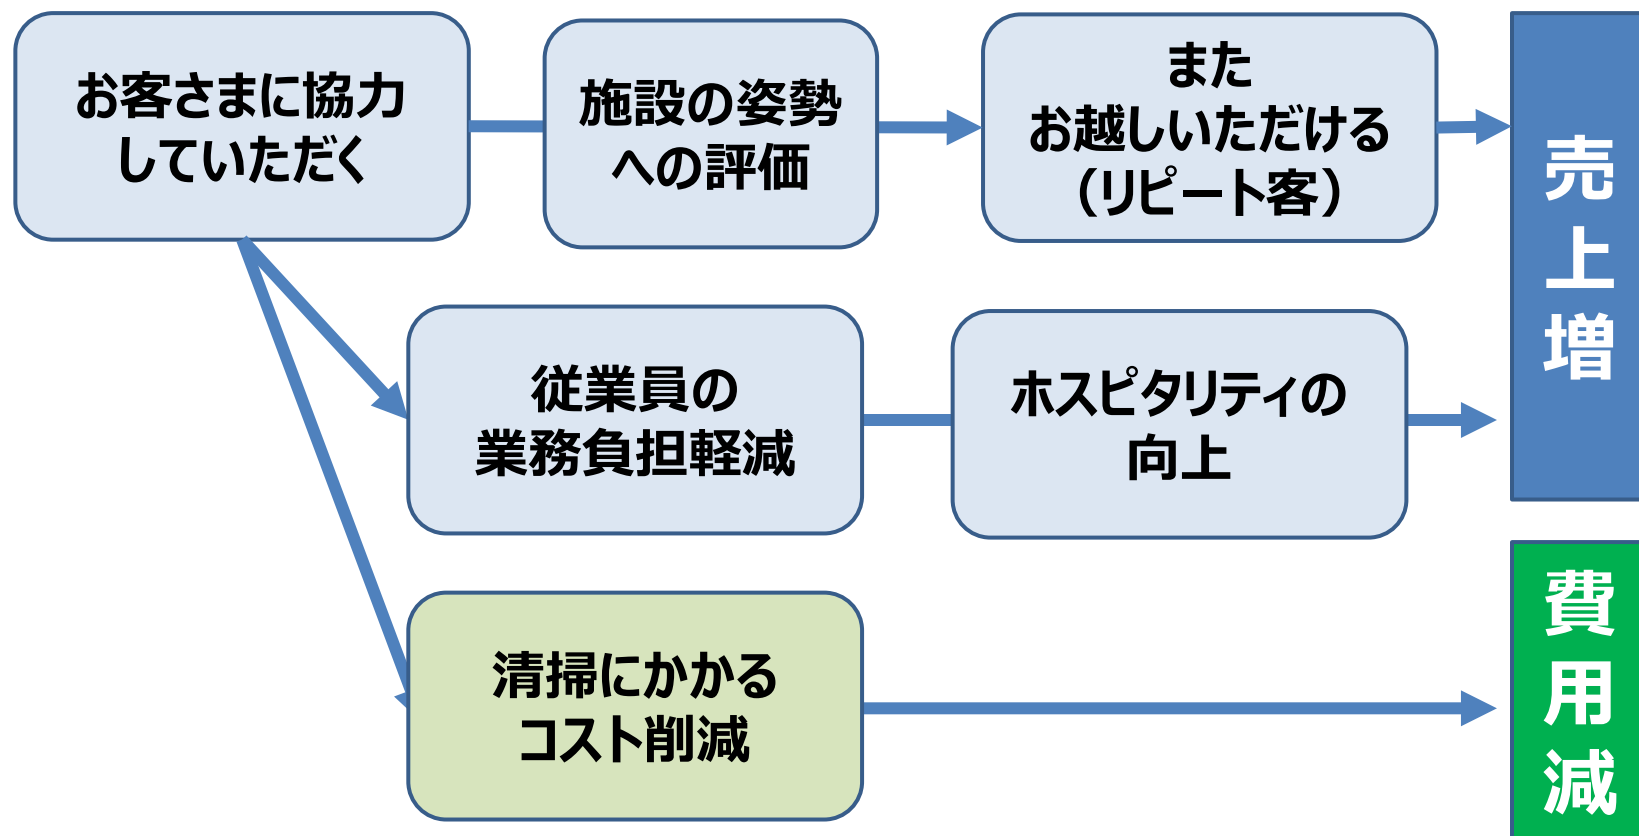 お客さまに協力
していただく
施設の姿勢
への評価
また
お越しいただける
（リピート客）
売上増
従業員の
業務負担軽減
ホスピタリティの
向上
清掃にかかる
コスト削減
費用減